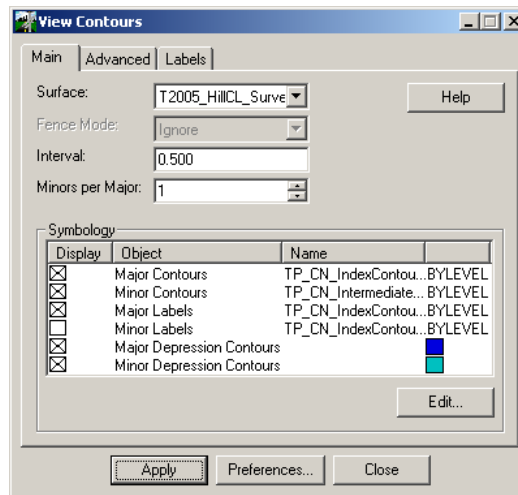 View Contours
Main Advanced Labels
Surface: T2005_HillCL_Surve
Help
Fence Mode: Ignore
Interval: 0.500
Minors per Major: 1
Symbology
Display Object Name
Major Contours TP_CN_IndexContou... BYLEVEL
Minor Contours TP_CN_Intermediate... BYLEVEL
Major Labels TP_CN_IndexContou... BYLEVEL
Minor Labels TP_CN_IndexContou... BYLEVEL
Major Depression Contours
Minor Depression Contours
Edit...
Apply Preferences... Close